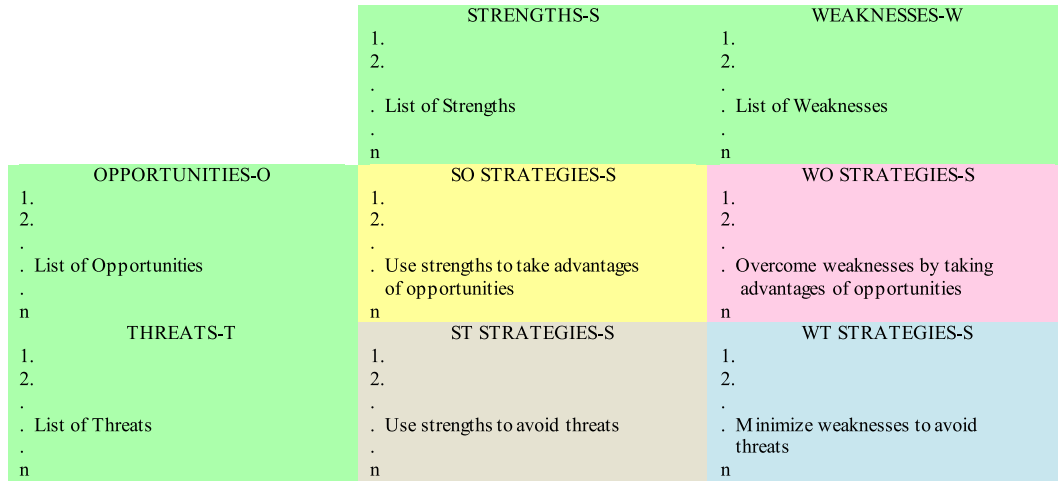 STRENGTHS-S
1.
2.
.
. List of Strengths
.
n
WEAKNESSES-W
1.
2.
.
. List of Weaknesses
.
n
OPPORTUNITIES-O
1.
2.
.
. List of Opportunities
.
n
SO STRATEGIES-S
1.
2.
.
. Use strengths to take advantages
of opportunities
n
WO STRATEGIES-S
1.
2.
.
. Overcome weaknesses by taking
advantages of opportunities
n
THREATS-T
1.
2.
.
. List of Threats
.
n
ST STRATEGIES-S
1.
2.
.
. Use strengths to avoid threats
.
n
WT STRATEGIES-S
1.
2.
.
. Minimize weaknesses to avoid
threats
n